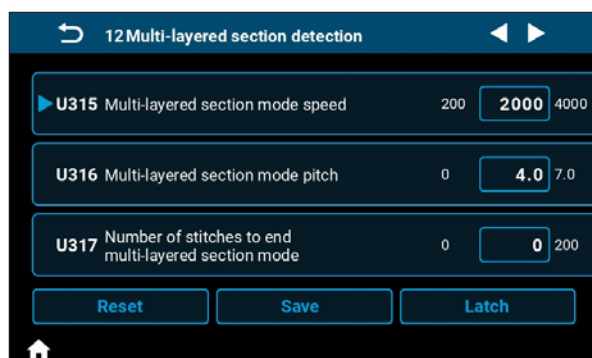 12 Multi-layered section detection
U315 Multi-layered section mode speed 200 2000 4000
U316 Multi-layered section mode pitch 0 4.0 7.0
U317 Number of stitches to end
multi-layered section mode 0 0 200
Reset Save Latch